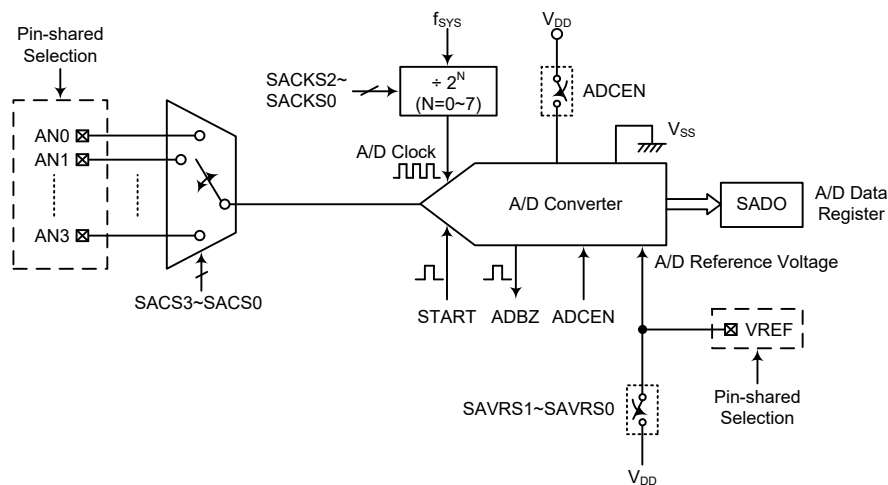 Pin-shared
Selection
AN0
AN1
AN3
SACS3~SACS0
fSYS
SACKS2~
SACKS0
÷ 2^N
(N=0~7)
A/D Clock
VDD
ADCEN
VSS
A/D Converter
SADO
A/D Data
Register
START
ADBZ
ADCEN
A/D Reference Voltage
VREF
Pin-shared
Selection
SAVRS1~SAVRS0
VDD